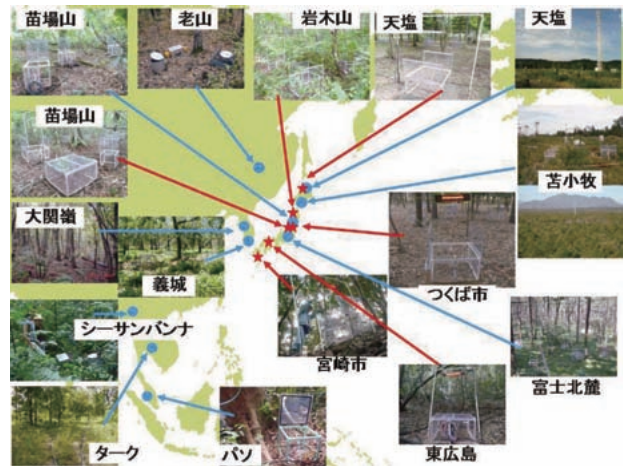 苗場山
老山
岩木山
天塩
天塩
苗場山
苫小牧
大関嶺
義城
つくば市
シーサンパンナ
宮崎市
富士北麓
ターク
パソ
東広島